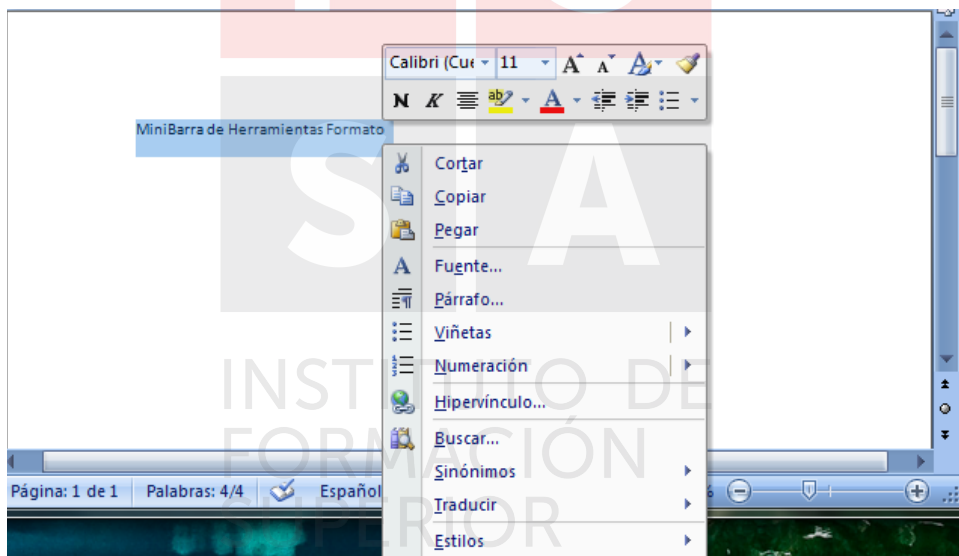 Calibri (Cue
11
N K
MiniBarra de Herramientas Formato
Cortar
Copiar
Pegar
Fuente...
Párrafo...
Viñetas
Numeración
Hipervínculo...
Buscar...
Sinónimos
Traducir
Estilos
Página: 1 de 1 Palabras: 4/4 Español
INSTITUTO DE
FORMACIÓN
SUPERIOR